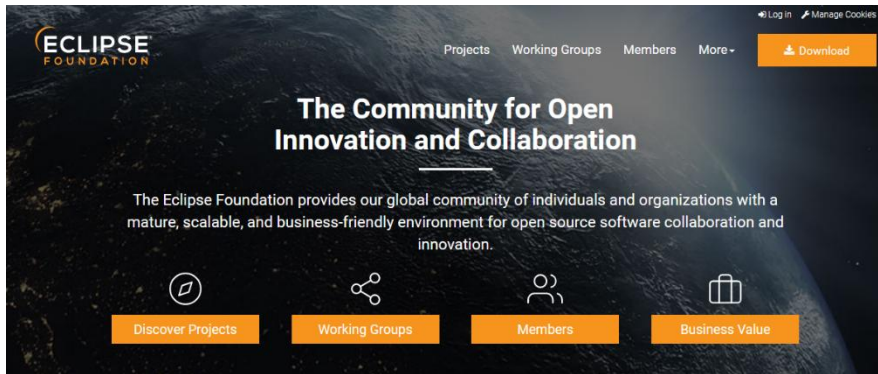 Log in Manage Cookies
ECLIPSE
FOUNDATION
Projects Working Groups Members More
Download
The Community for Open
Innovation and Collaboration
The Eclipse Foundation provides our global community of individuals and organizations with a
mature, scalable, and business-friendly environment for open source software collaboration and
innovation.
Discover Projects
Working Groups
Members
Business Value